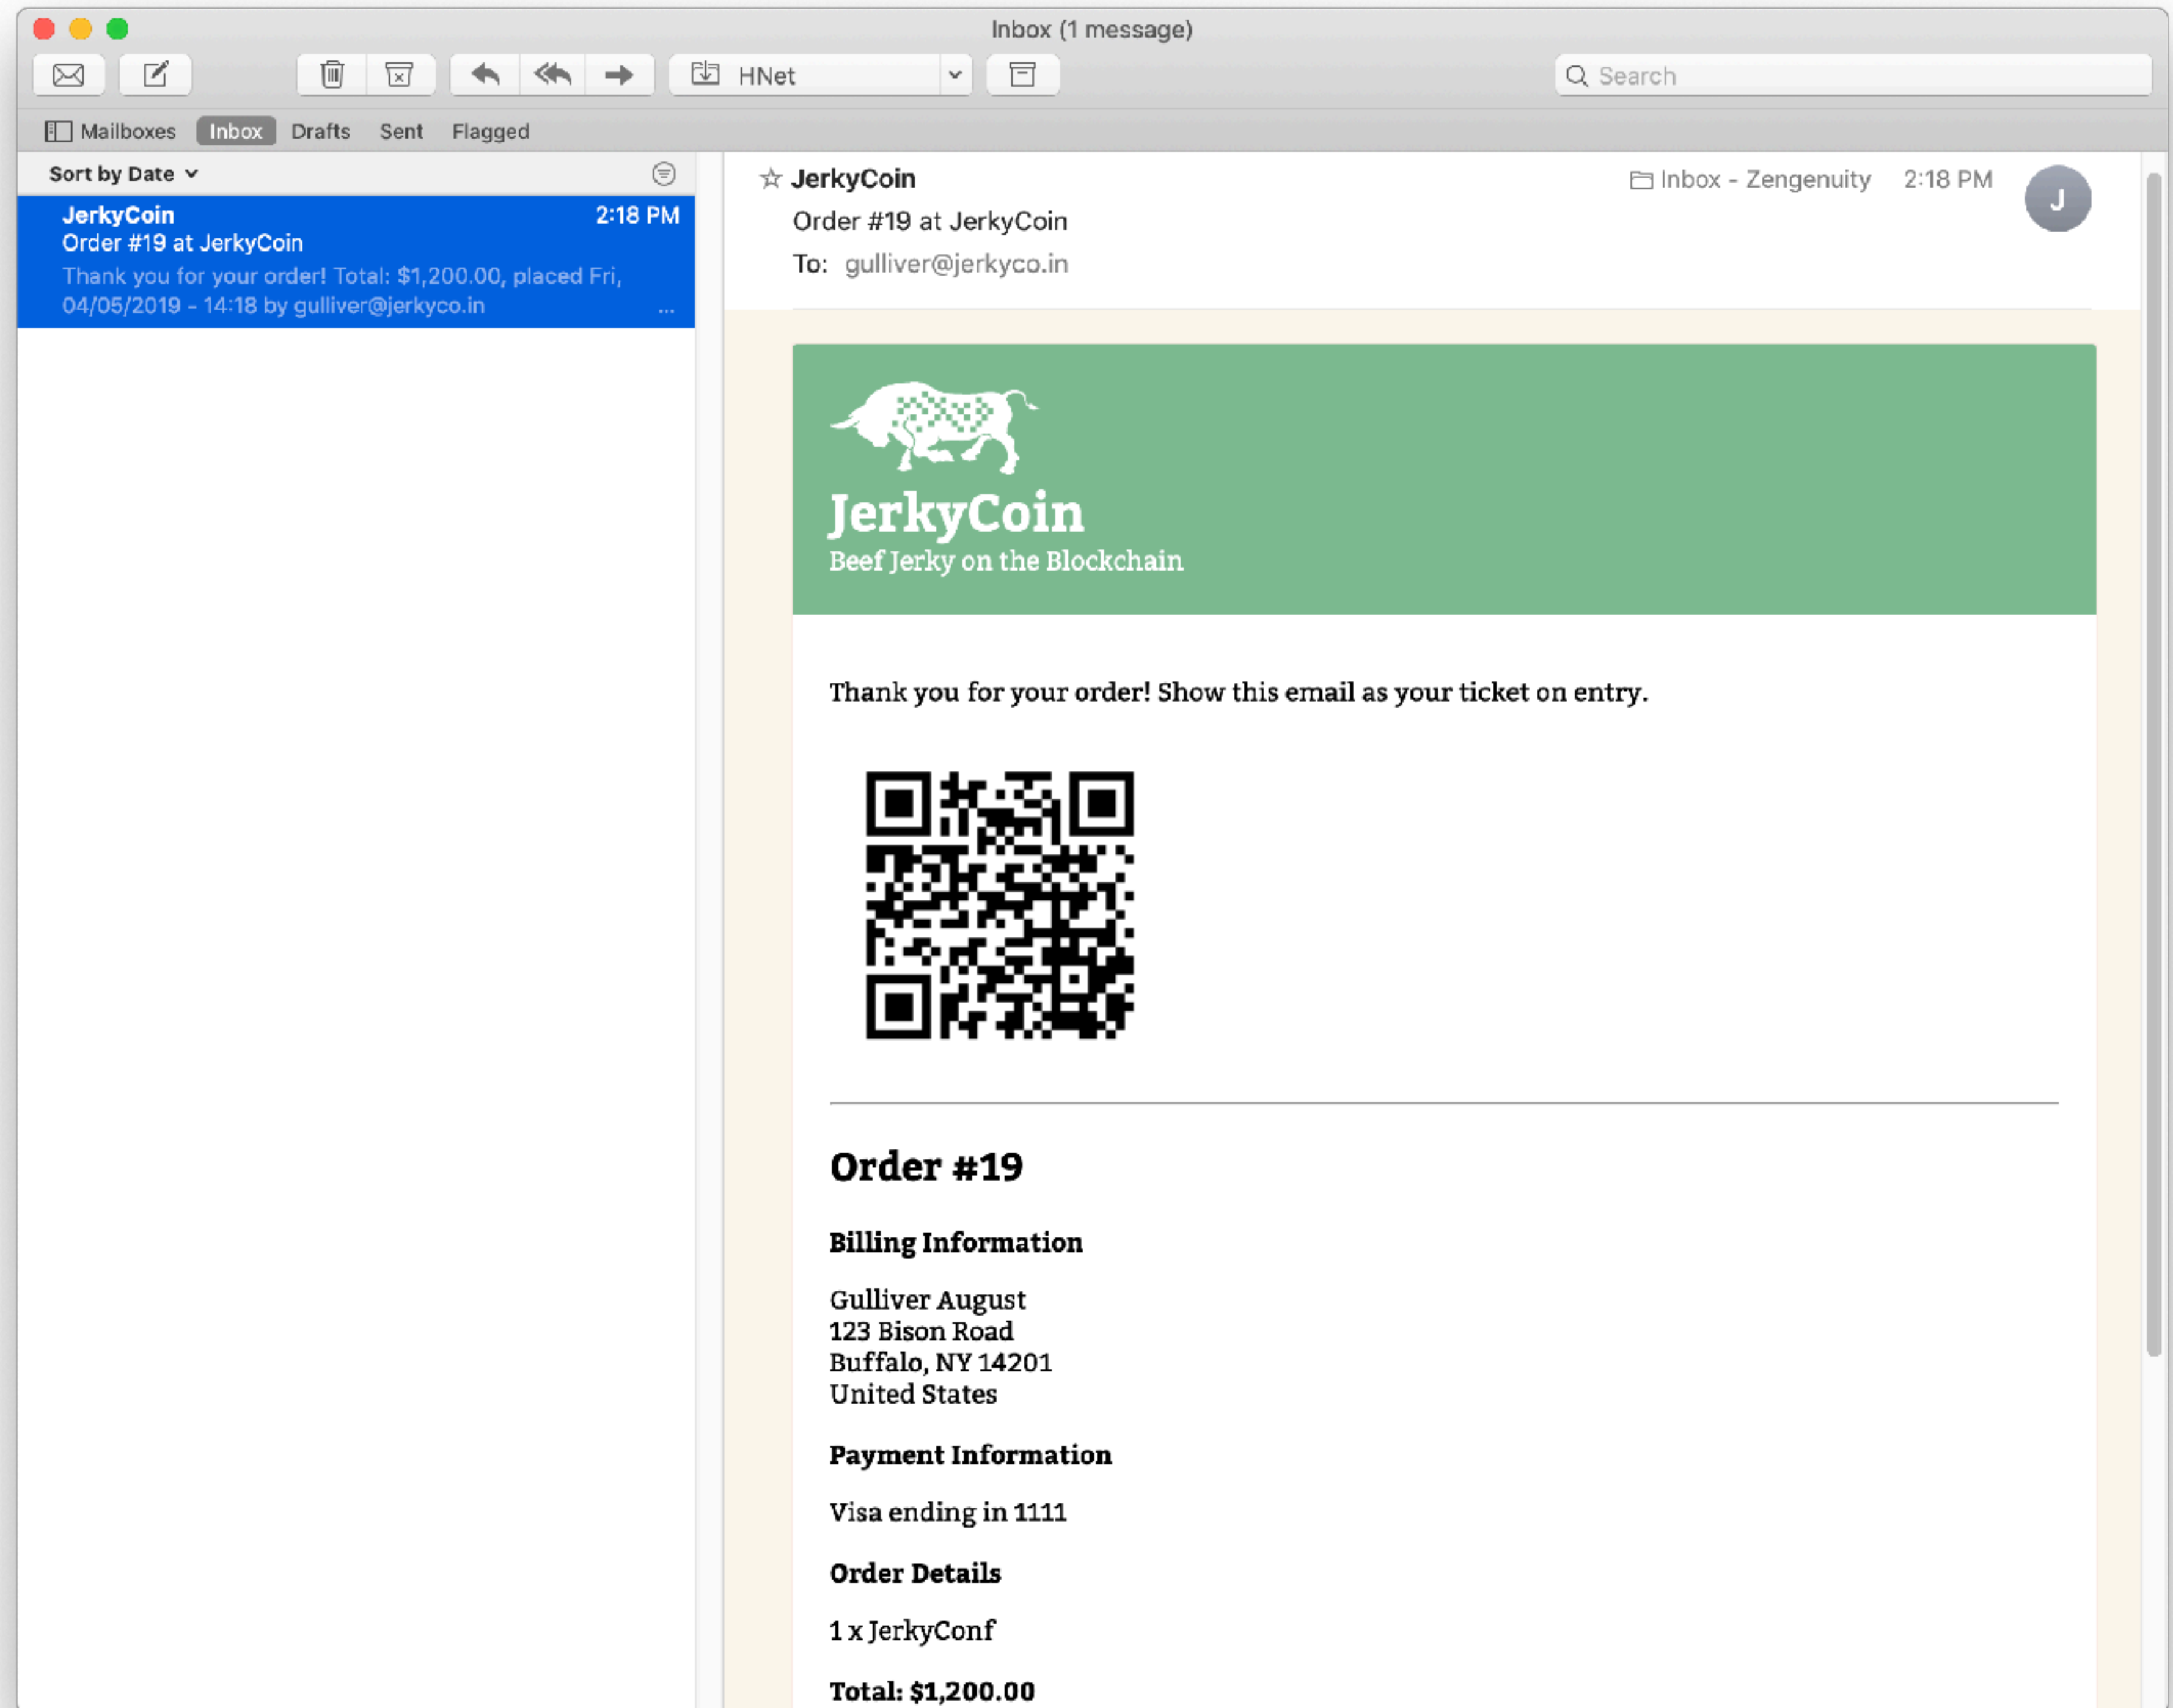 Inbox (1 message)
HNet
Search
Mailboxes Inbox Drafts Sent Flagged
Sort by Date
JerkyCoin 2:18 PM
Order #19 at JerkyCoin
Thank you for your order! Total: $1,200.00, placed Fri,
04/05/2019 - 14:18 by gulliver@jerkyco.in ...
JerkyCoin Inbox - Zengenuity 2:18 PM
J
Order #19 at JerkyCoin
To: gulliver@jerkyco.in
JerkyCoin
Beef Jerky on the Blockchain
Thank you for your order! Show this email as your ticket on entry.
Order #19
Billing Information
Gulliver August
123 Bison Road
Buffalo, NY 14201
United States
Payment Information
Visa ending in 1111
Order Details
1 x JerkyConf
Total: $1,200.00